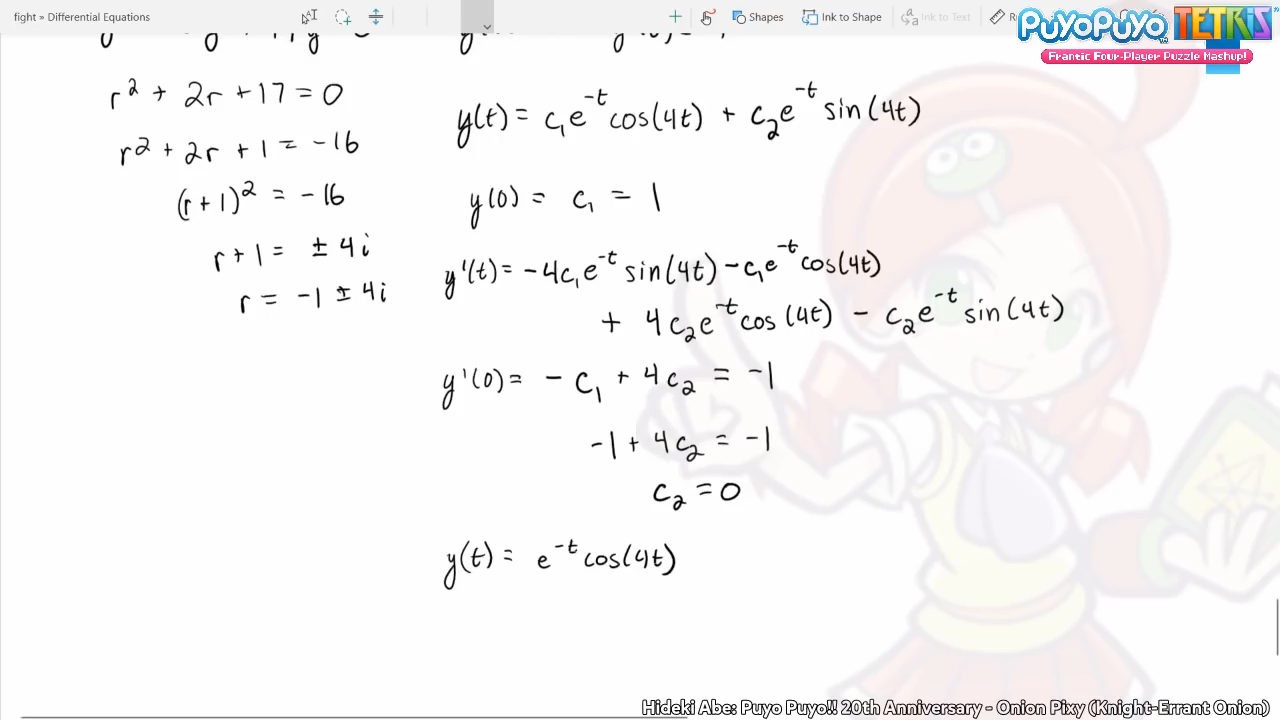 fight » Differential Equations
Shapes
Ink to Shape
Ink to Text
PuyoPuyo TETRIS
Frantic Four-Player Puzzle Mashup!
r² + 2r + 17 = 0
r² + 2r + 1 = -16
(r + 1)² = -16
r + 1 = ± 4i
r = -1 ± 4i
y(t) = c₁e^-t cos(4t) + c₂e^-t sin(4t)
y(0) = c₁ = 1
y'(t) = -4c₁e^-t sin(4t) - c₁e^-t cos(4t)
+ 4c₂e^-t cos(4t) - c₂e^-t sin(4t)
y'(0) = -c₁ + 4c₂ = -1
-1 + 4c₂ = -1
c₂ = 0
y(t) = e^-t cos(4t)
Hideki Abe: Puyo Puyo!! 20th Anniversary - Onion Pixy (Knight-Errant Onion)